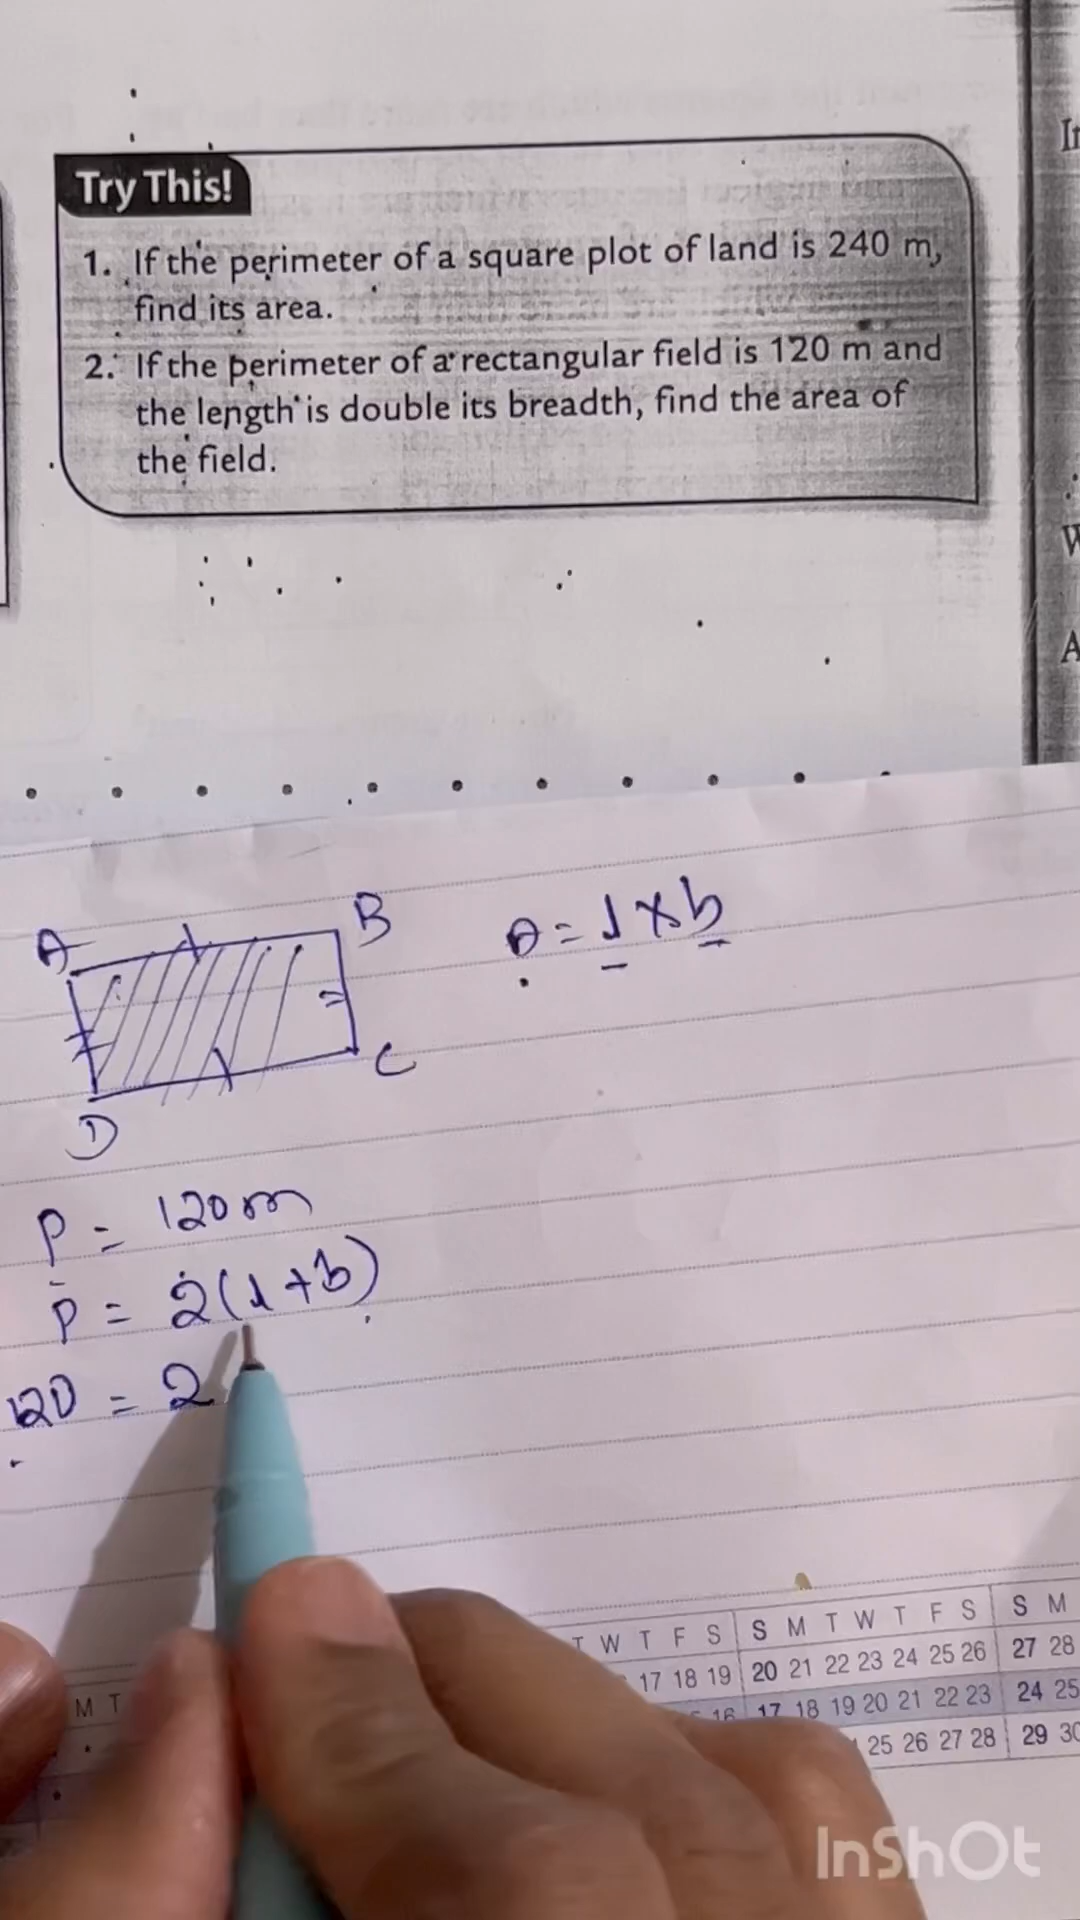 Try This!
1. If the perimeter of a square plot of land is 240 m,
find its area.
2. If the perimeter of a rectangular field is 120 m and
the length is double its breadth, find the area of
the field.
A
B
C
D
A = l × b
P = 120 m
P = 2(l + b)
120 = 2
T W T F S S M T W T F S S M
17 18 19 20 21 22 23 24 25 26 27 28
M T
16 17 18 19 20 21 22 23 24 25
25 26 27 28 29 30
InShOt